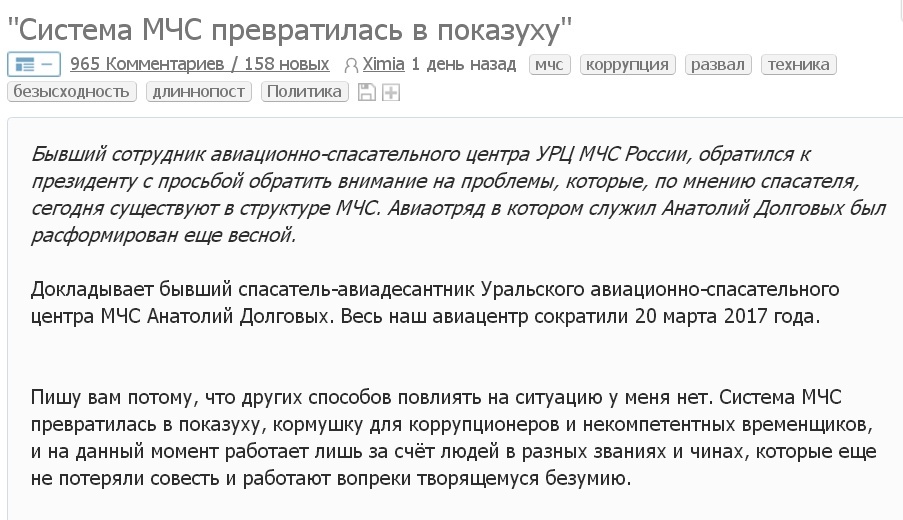 "Система МЧС превратилась в показуху"
965 Комментариев / 158 новых Ximia 1 день назад мчс коррупция развал техника
безысходность длиннопост Политика
Бывший сотрудник авиационно-спасательного центра УРЦ МЧС России, обратился к
президенту с просьбой обратить внимание на проблемы, которые, по мнению спасателя,
сегодня существуют в структуре МЧС. Авиаотряд в котором служил Анатолий Долговых был
расформирован еще весной.
Докладывает бывший спасатель-авиадесантник Уральского авиационно-спасательного
центра МЧС Анатолий Долговых. Весь наш авиацентр сократили 20 марта 2017 года.
Пишу вам потому, что других способов повлиять на ситуацию у меня нет. Система МЧС
превратилась в показуху, кормушку для коррупционеров и некомпетентных временщиков,
и на данный момент работает лишь за счёт людей в разных званиях и чинах, которые еще
не потеряли совесть и работают вопреки творящемуся безумию.